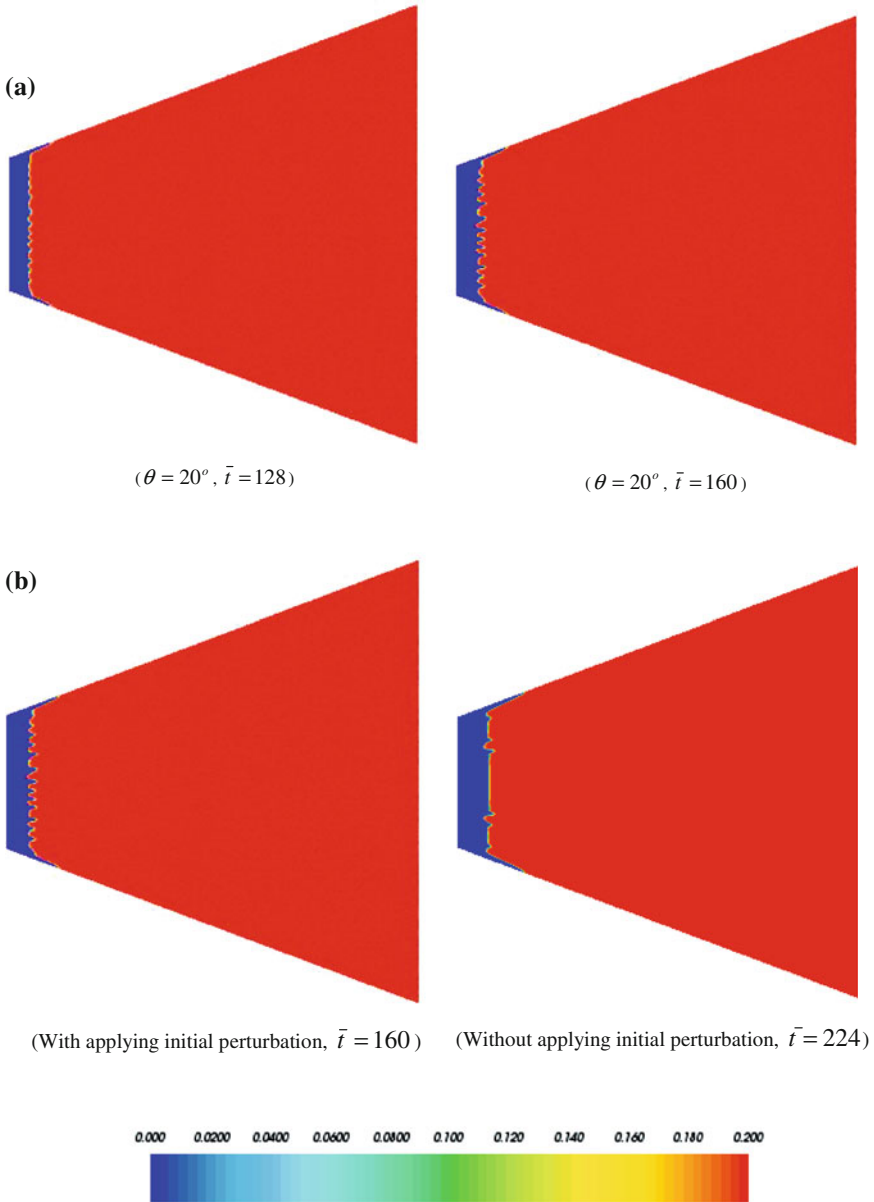 (a)
(θ = 20°, t̄ = 128)
(θ = 20°, t̄ = 160)
(b)
(With applying initial perturbation, t̄ = 160)
(Without applying initial perturbation, t̄ = 224)
0.000 0.0200 0.0400 0.0600 0.0800 0.100 0.120 0.140 0.160 0.180 0.200